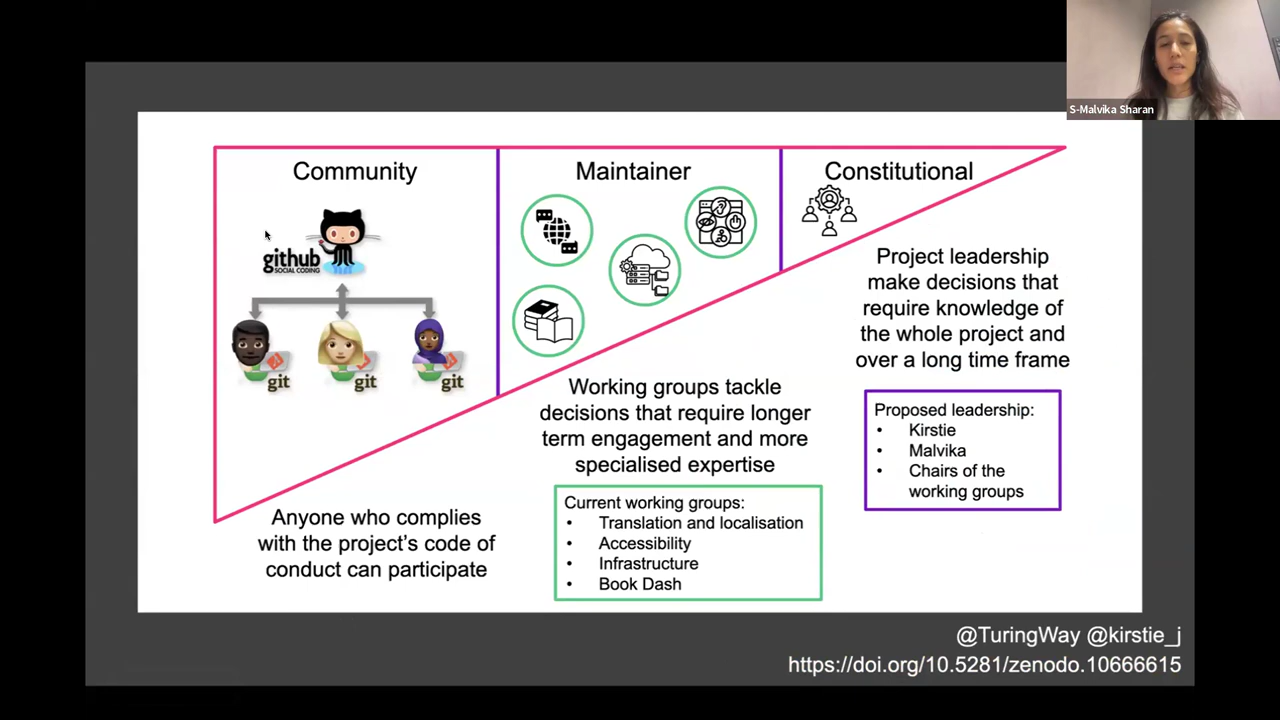 S-Malvika Sharan
Community
Maintainer
Constitutional
github
SOCIAL CODING
git
git
git
Anyone who complies
with the project's code of
conduct can participate
Working groups tackle
decisions that require longer
term engagement and more
specialised expertise
Current working groups:
• Translation and localisation
• Accessibility
• Infrastructure
• Book Dash
Project leadership
make decisions that
require knowledge of
the whole project and
over a long time frame
Proposed leadership:
• Kirstie
• Malvika
• Chairs of the
working groups
@TuringWay @kirstie_j
https://doi.org/10.5281/zenodo.10666615